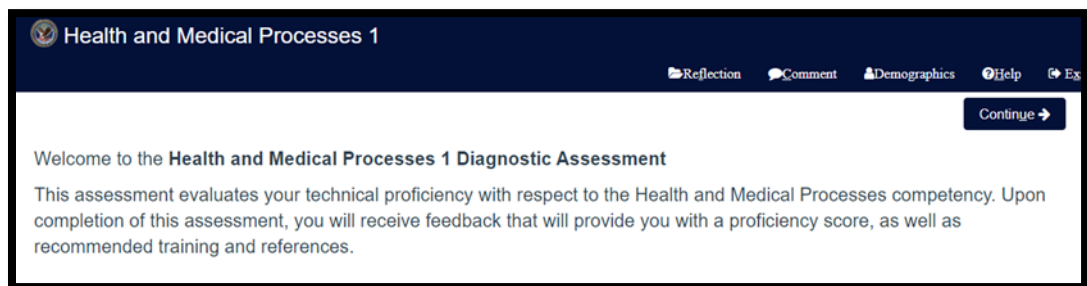 Health and Medical Processes 1
Reflection Comment Demographics Help Ex
Continue
Welcome to the Health and Medical Processes 1 Diagnostic Assessment
This assessment evaluates your technical proficiency with respect to the Health and Medical Processes competency. Upon
completion of this assessment, you will receive feedback that will provide you with a proficiency score, as well as
recommended training and references.